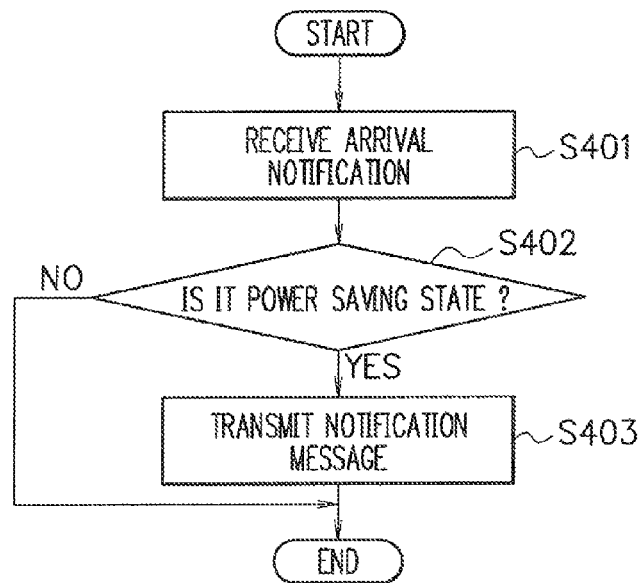 START
RECEIVE ARRIVAL
NOTIFICATION
S401
S402
NO
IS IT POWER SAVING STATE ?
YES
TRANSMIT NOTIFICATION
MESSAGE
S403
END